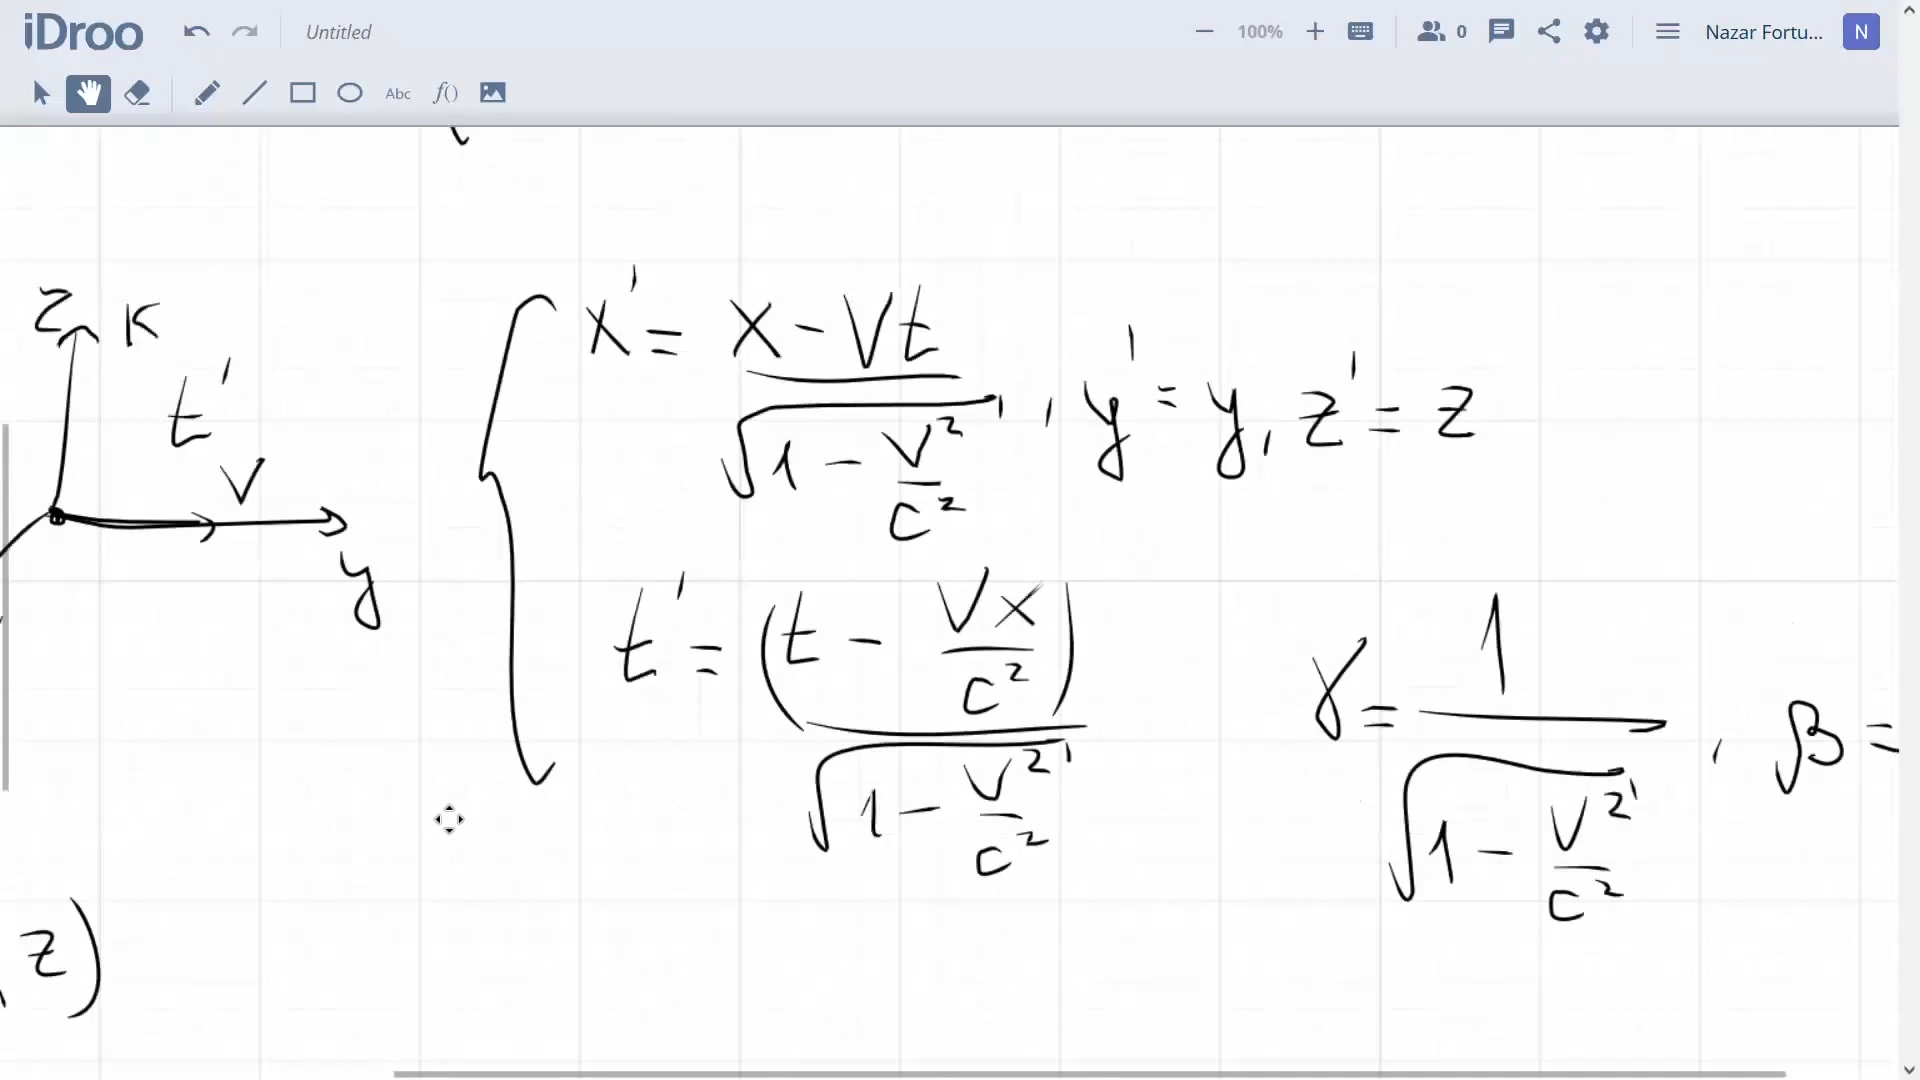 iDroo Untitled 100% 0 Nazar Fortu... N
Abc f()
z K
t'
V
y
x' = (x - Vt)/√(1 - V²/c²), y' = y, z' = z
t' = (t - Vx/c²)/√(1 - V²/c²)
γ = 1/√(1 - V²/c²), β =
, z)